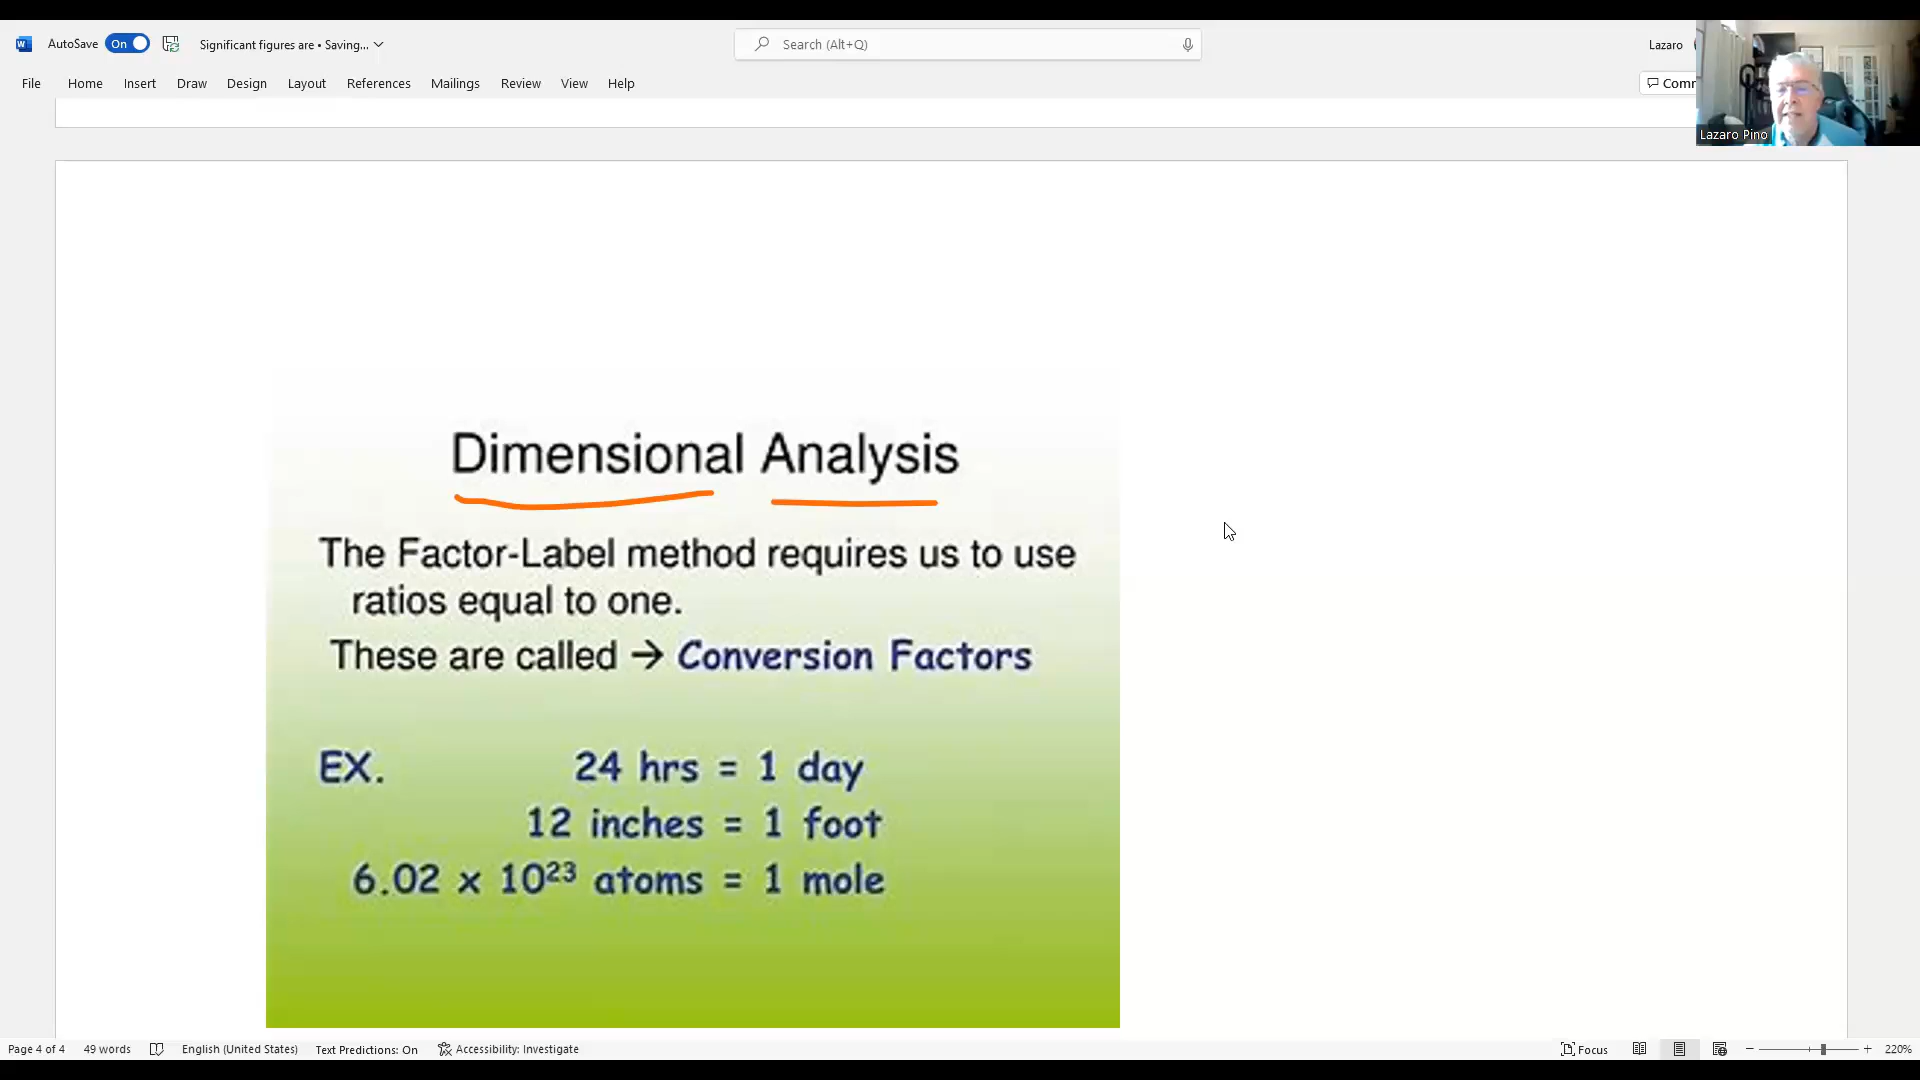 AutoSave On Significant figures are • Saving... Search (Alt+Q) Lazaro
File Home Insert Draw Design Layout References Mailings Review View Help Comm
Lazaro Pino
Dimensional Analysis
The Factor-Label method requires us to use
ratios equal to one.
These are called → Conversion Factors
EX. 24 hrs = 1 day
12 inches = 1 foot
6.02 x 10²³ atoms = 1 mole
Page 4 of 4 49 words English (United States) Text Predictions: On Accessibility: Investigate Focus 220%